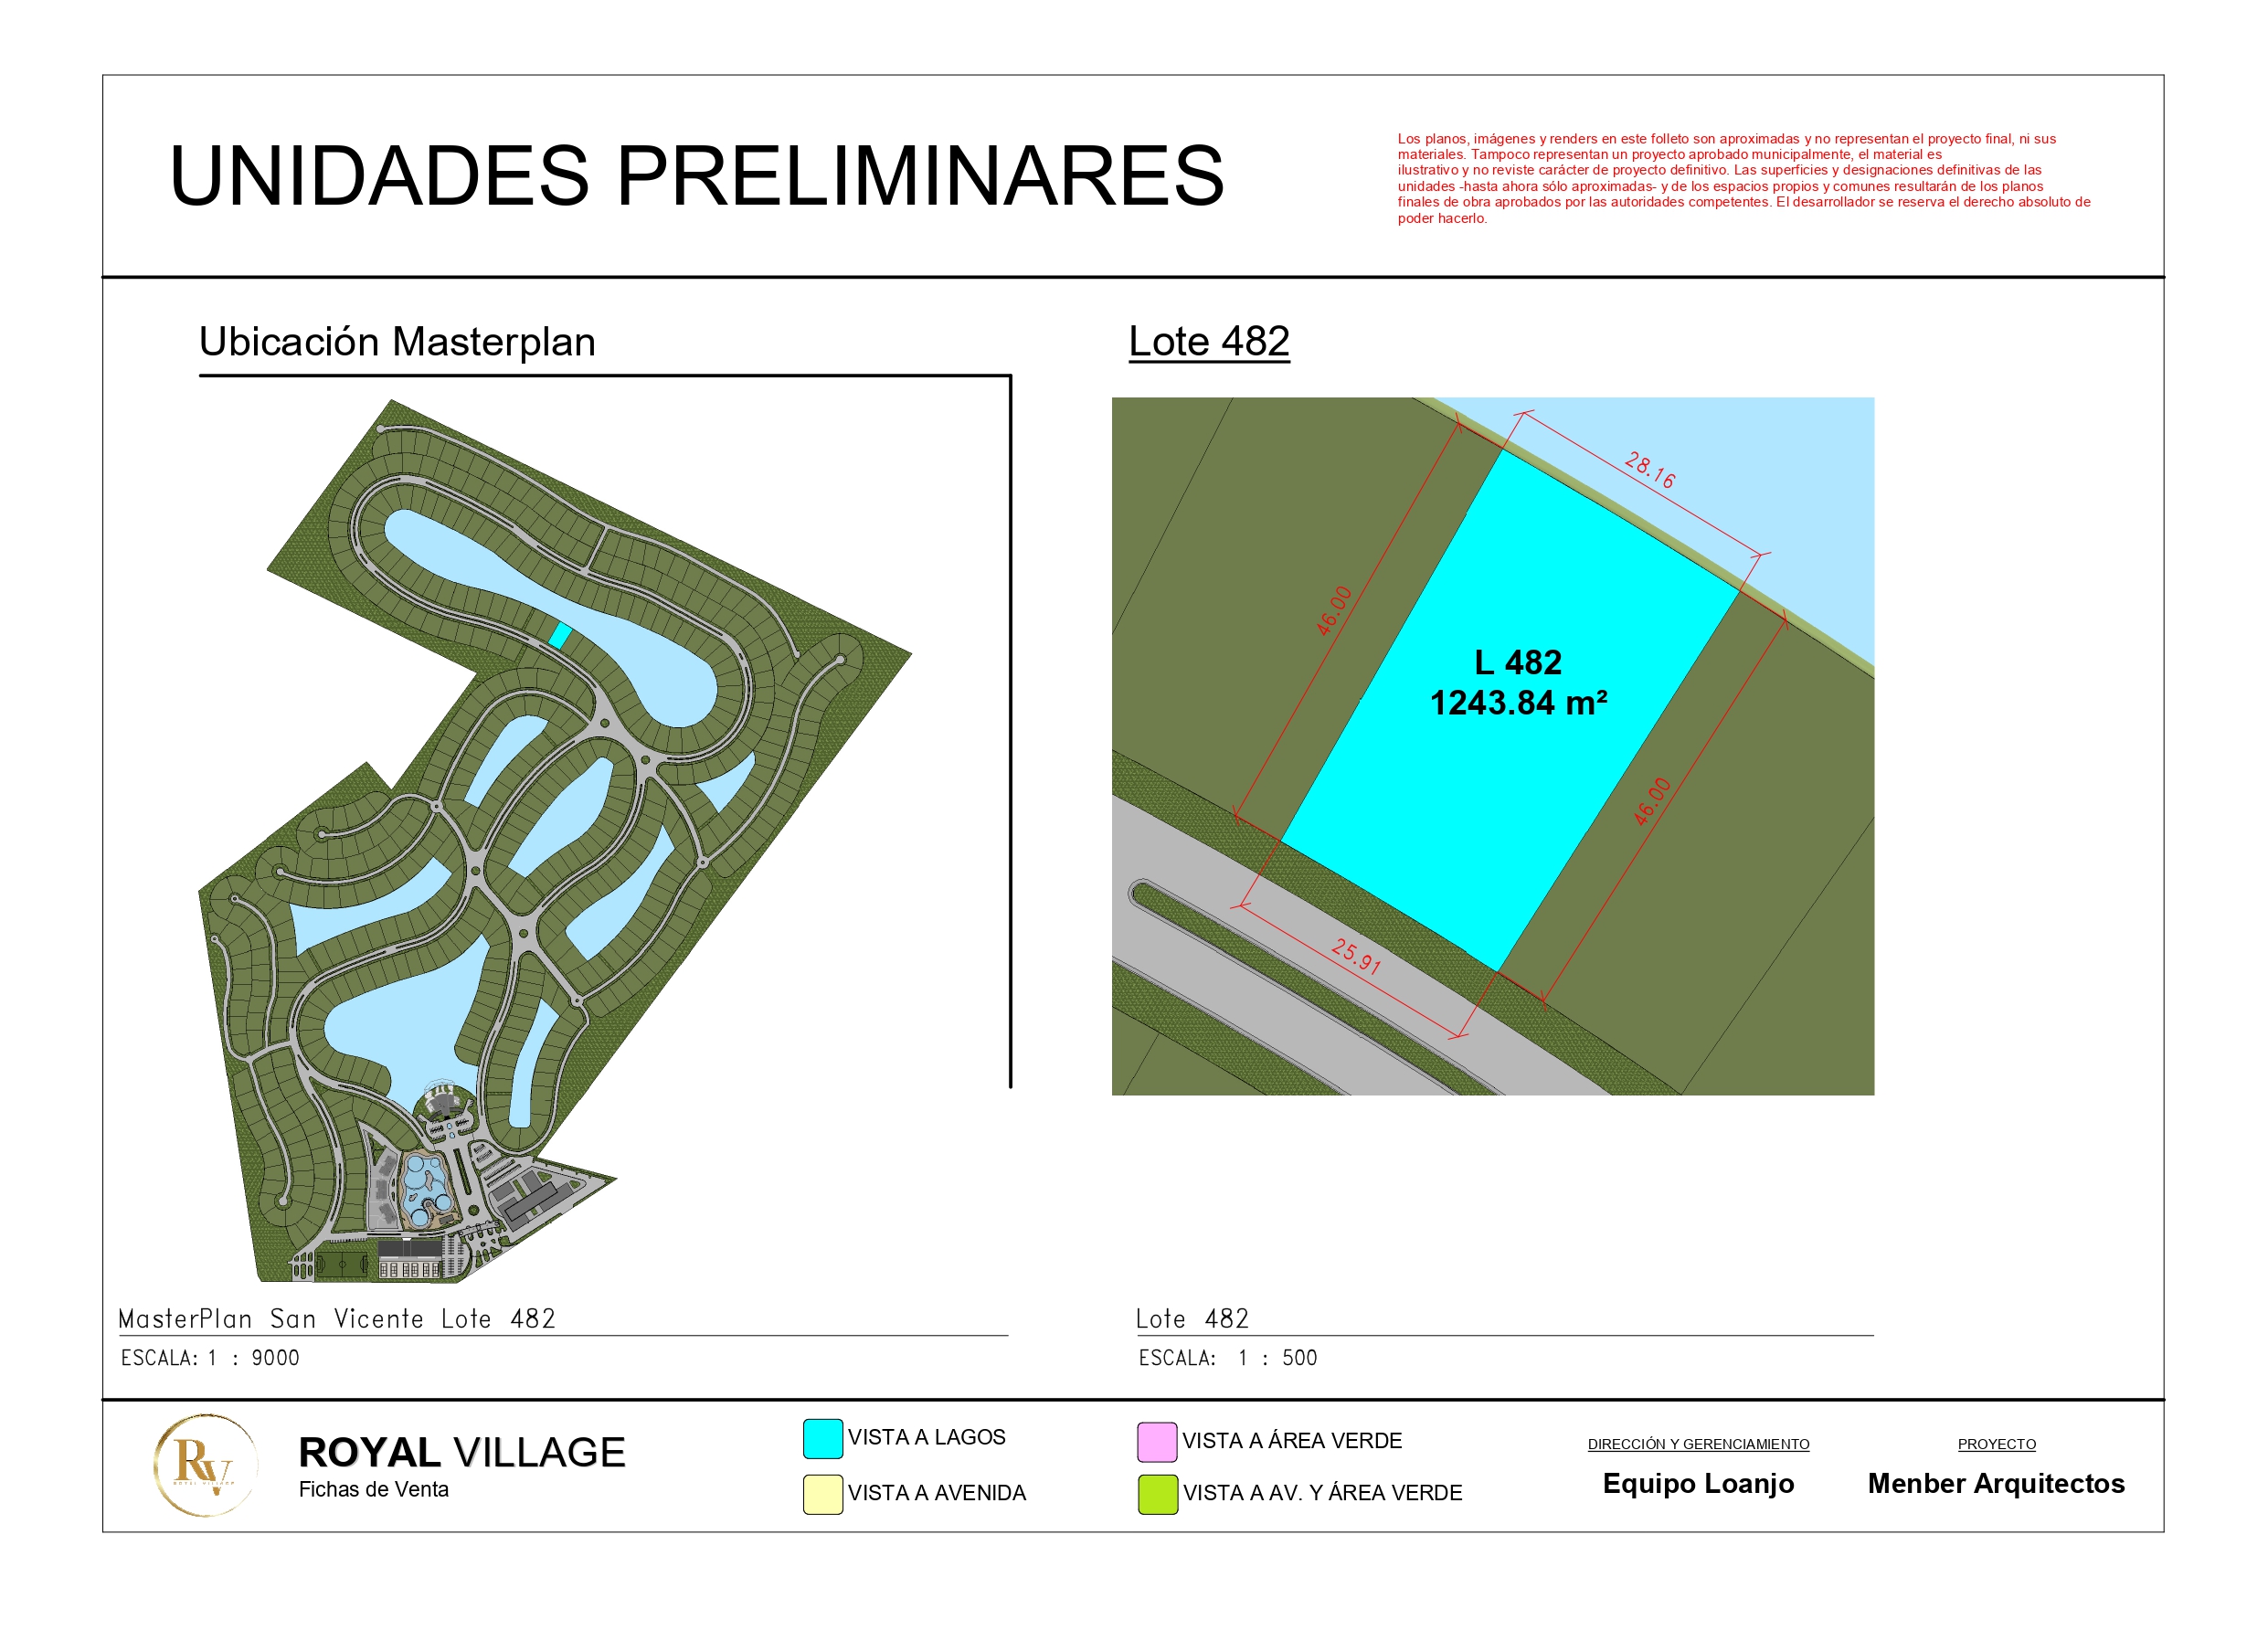 UNIDADES PRELIMINARES
Los planos, imágenes y renders en este folleto son aproximadas y no representan el proyecto final, ni sus
materiales. Tampoco representan un proyecto aprobado municipalmente, el material es
ilustrativo y no reviste carácter de proyecto definitivo. Las superficies y designaciones definitivas de las
unidades -hasta ahora sólo aproximadas- y de los espacios propios y comunes resultarán de los planos
finales de obra aprobados por las autoridades competentes. El desarrollador se reserva el derecho absoluto de
poder hacerlo.
Ubicación Masterplan
Lote 482
28.16
46.00
L 482
1243.84 m²
46.00
25.91
MasterPlan San Vicente Lote 482
ESCALA: 1 : 9000
Lote 482
ESCALA: 1 : 500
RV
ROYAL VILLAGE
ROYAL VILLAGE
Fichas de Venta
VISTA A LAGOS
VISTA A AVENIDA
VISTA A ÁREA VERDE
VISTA A AV. Y ÁREA VERDE
DIRECCIÓN Y GERENCIAMIENTO
Equipo Loanjo
PROYECTO
Menber Arquitectos